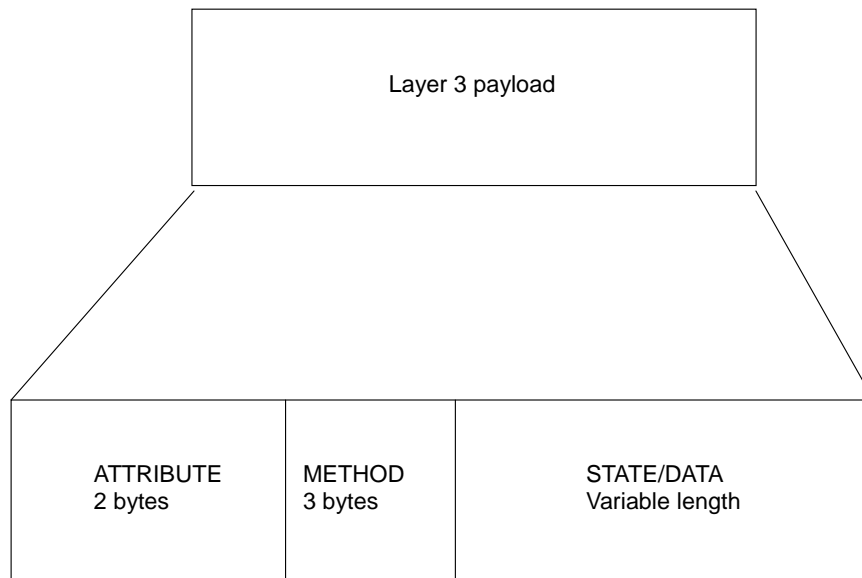 Layer 3 payload
ATTRIBUTE
2 bytes
METHOD
3 bytes
STATE/DATA
Variable length